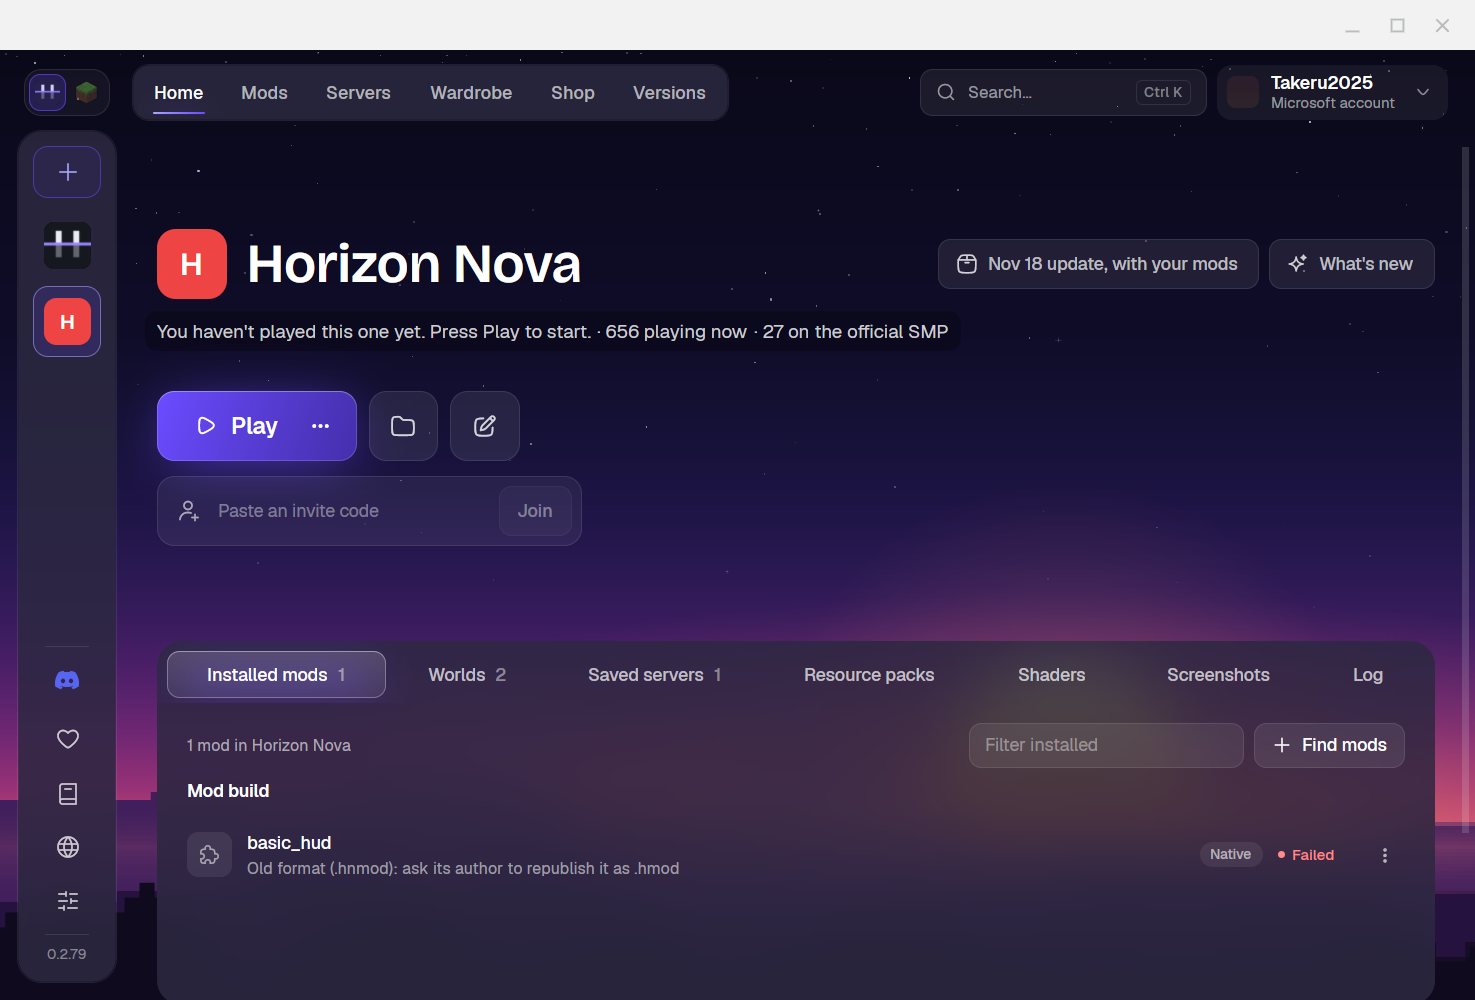 Home
Mods
Servers
Wardrobe
Shop
Versions
Search...
Ctrl K
Takeru2025
Microsoft account
H
Horizon Nova
Nov 18 update, with your mods
What's new
H
You haven't played this one yet. Press Play to start. · 656 playing now · 27 on the official SMP
Play
Paste an invite code
Join
Installed mods 1
Worlds 2
Saved servers 1
Resource packs
Shaders
Screenshots
Log
1 mod in Horizon Nova
Filter installed
Find mods
Mod build
basic_hud
Old format (.hnmod): ask its author to republish it as .hmod
Native
Failed
0.2.79